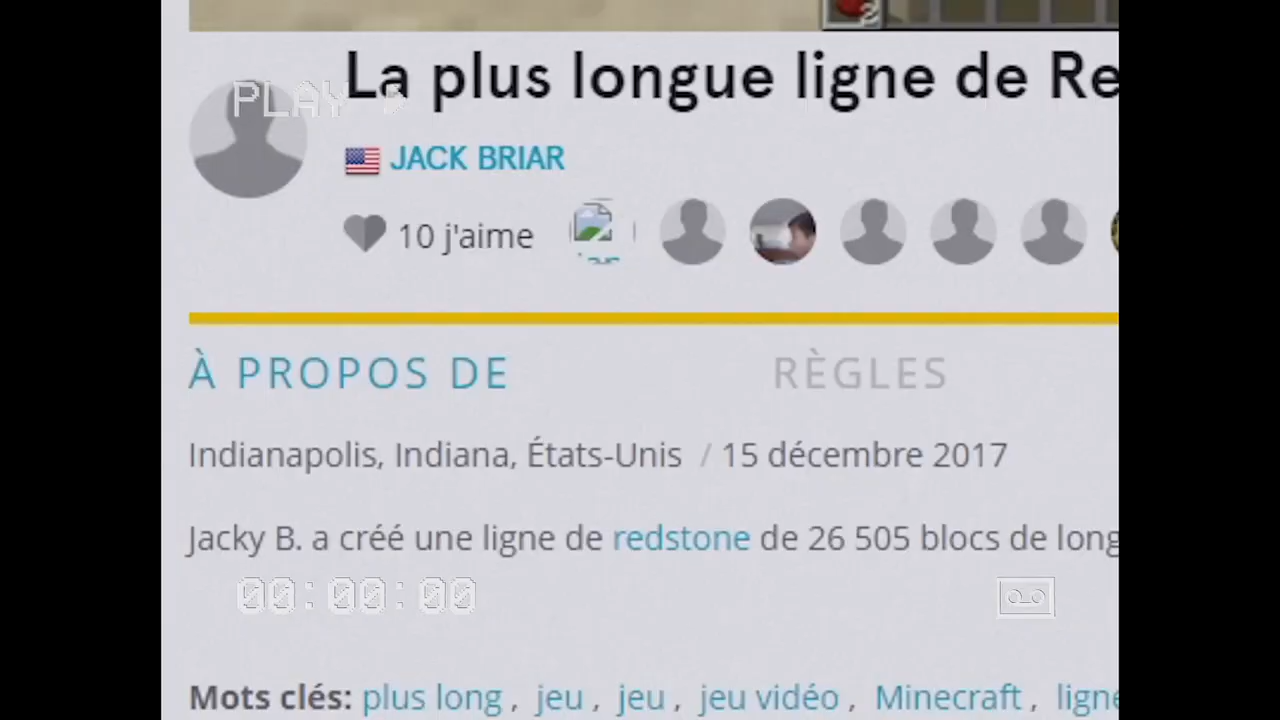 2
La plus longue ligne de Re
PLAY
JACK BRIAR
10 j'aime
À PROPOS DE
RÈGLES
Indianapolis, Indiana, États-Unis / 15 décembre 2017
Jacky B. a créé une ligne de redstone de 26 505 blocs de long
00:00:00
Mots clés: plus long , jeu , jeu , jeu vidéo , Minecraft , ligne